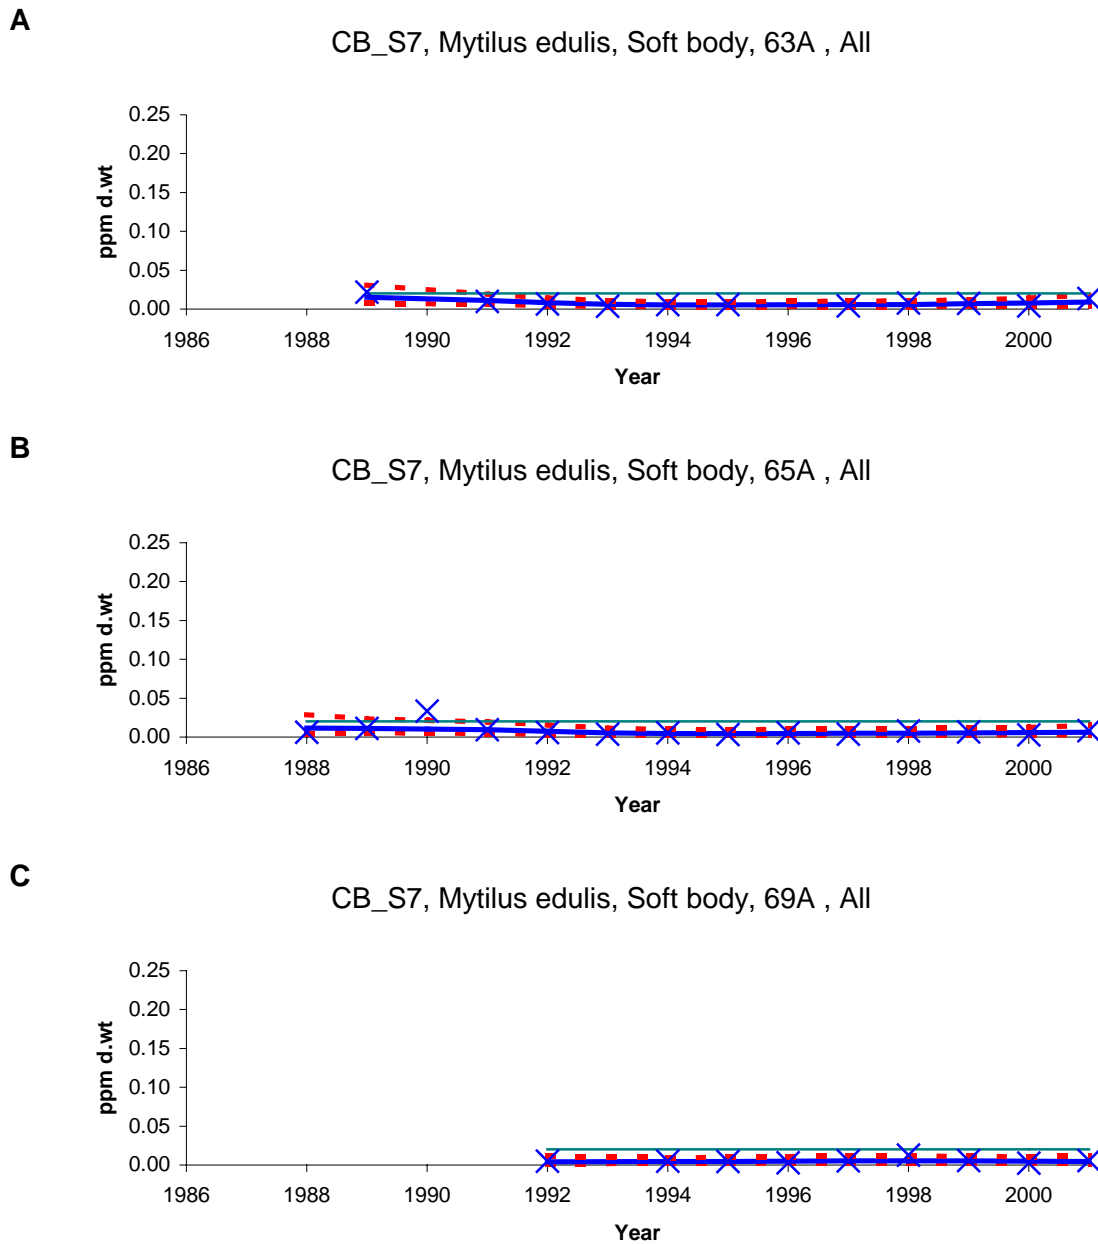 A
CB_S7, Mytilus edulis, Soft body, 63A , All
0.25
0.20
0.15
0.10
0.05
0.00
ppm d.wt
1986 1988 1990 1992 1994 1996 1998 2000
Year
B
CB_S7, Mytilus edulis, Soft body, 65A , All
0.25
0.20
0.15
0.10
0.05
0.00
ppm d.wt
1986 1988 1990 1992 1994 1996 1998 2000
Year
C
CB_S7, Mytilus edulis, Soft body, 69A , All
0.25
0.20
0.15
0.10
0.05
0.00
ppm d.wt
1986 1988 1990 1992 1994 1996 1998 2000
Year